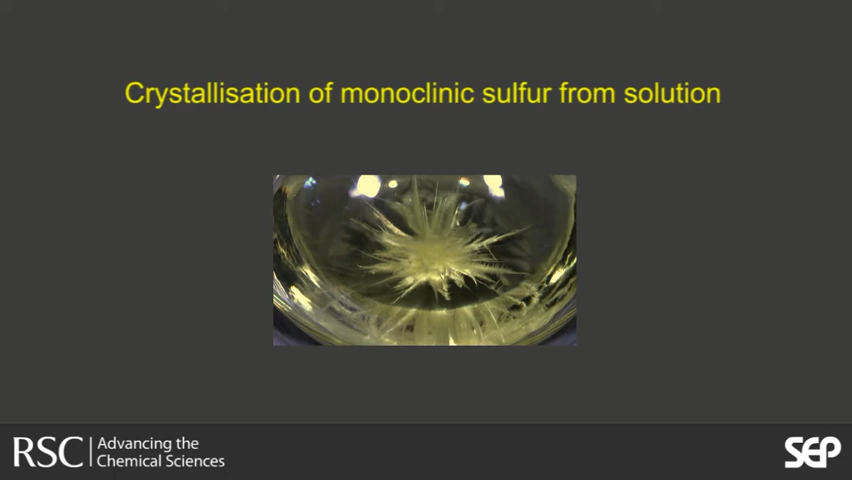 Crystallisation of monoclinic sulfur from solution
RSC
Advancing the
Chemical Sciences
SEP